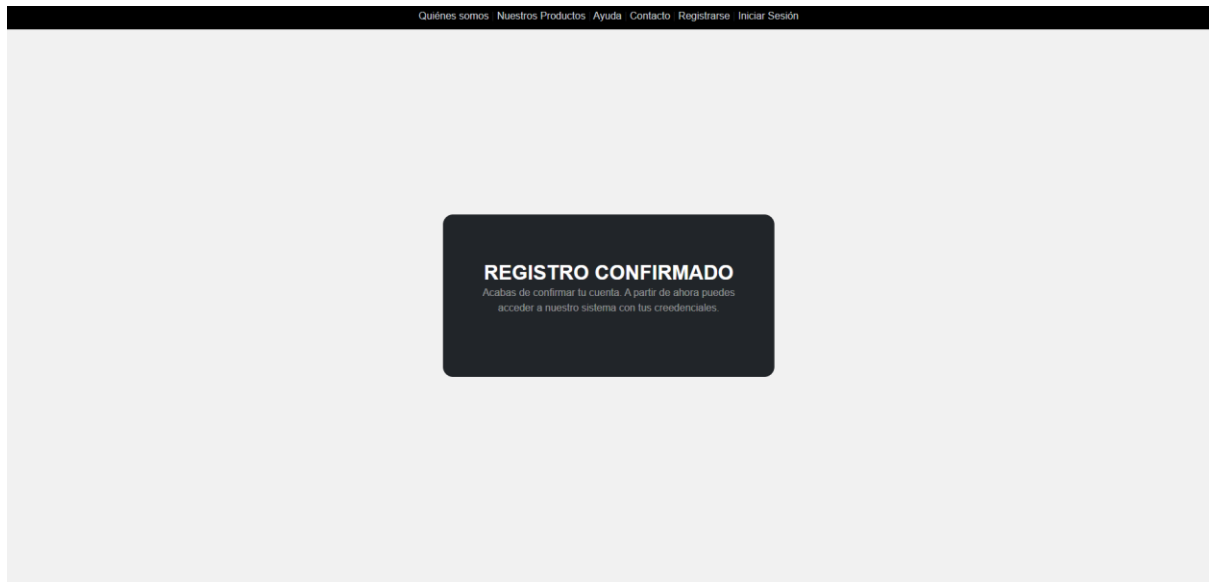 Quiénes somos | Nuestros Productos | Ayuda | Contacto | Registrarse | Iniciar Sesión
REGISTRO CONFIRMADO
Acabas de confirmar tu cuenta. A partir de ahora puedes
acceder a nuestro sistema con tus creedenciales.